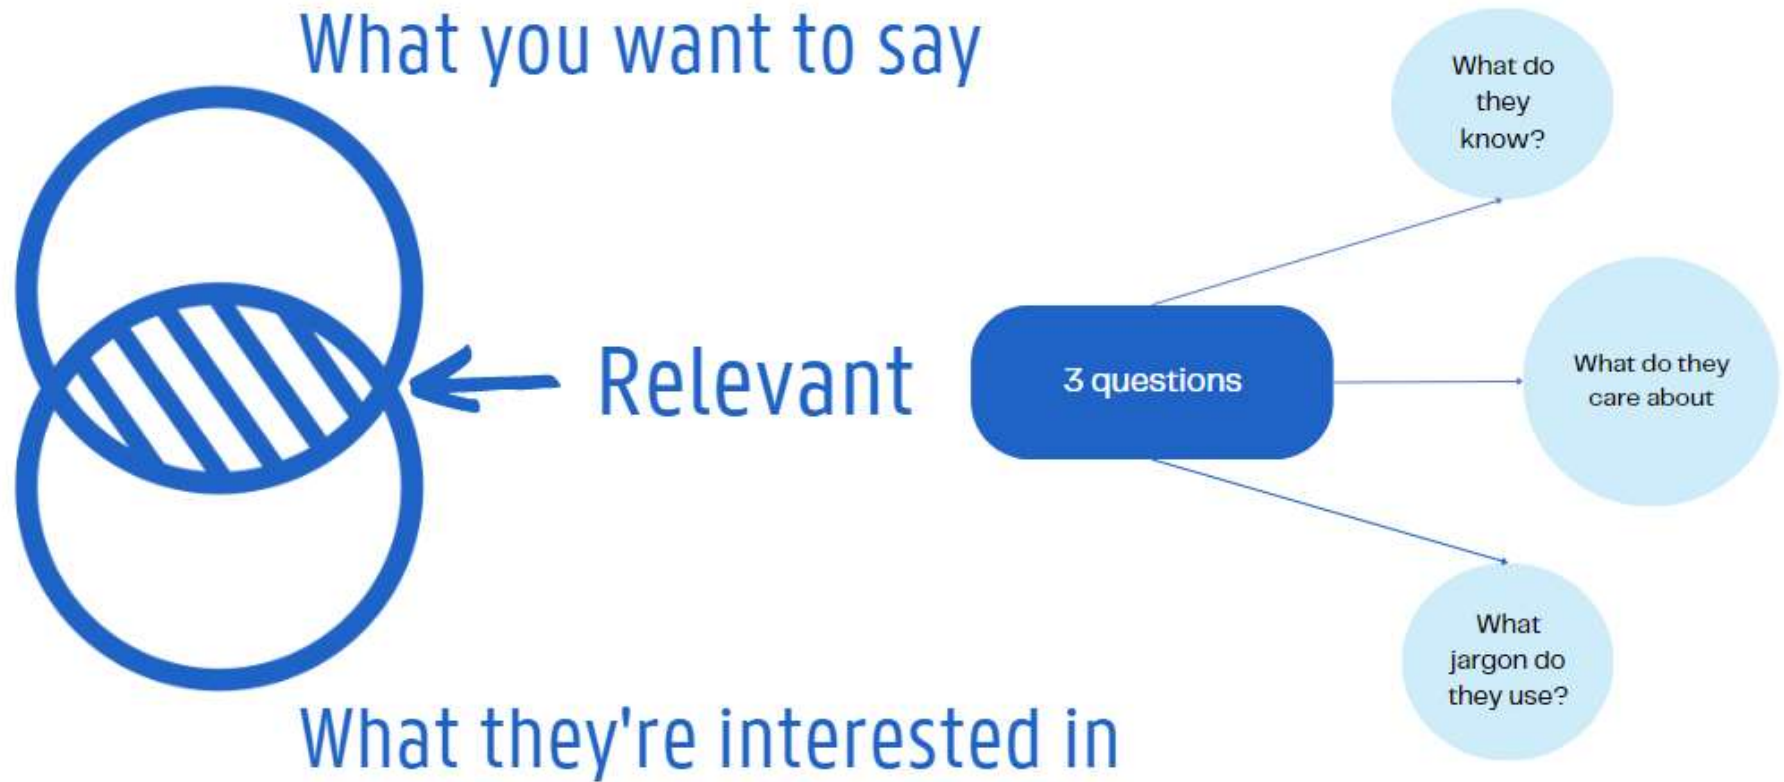 What you want to say
Relevant
What they're interested in
3 questions
What do
they
know?
What do they
care about
What
jargon do
they use?